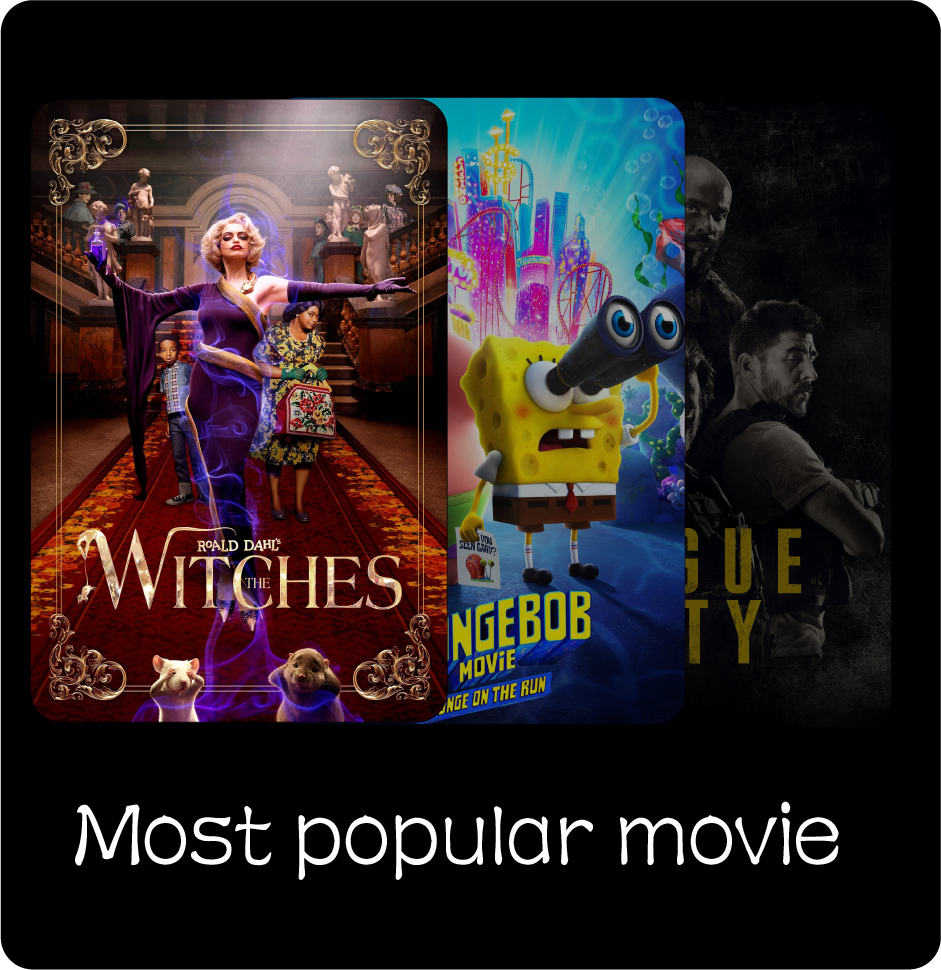 ROALD DAHL'S
THE
WITCHES
YOU
SEEN GARY?
NGEBOB
MOVIE
NGE ON THE RUN
GUE
TY
Most popular movie